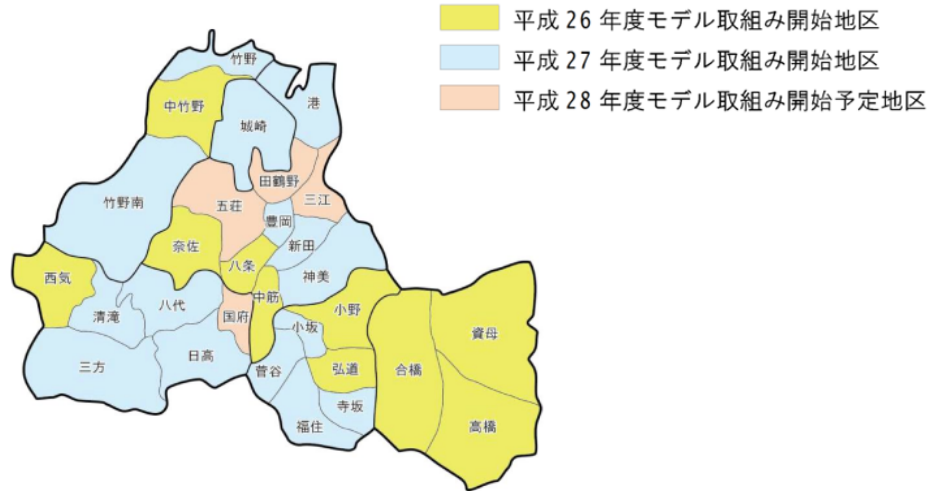 平成 26 年度モデル取組み開始地区
平成 27 年度モデル取組み開始地区
平成 28 年度モデル取組み開始予定地区
竹野
港
中竹野
城崎
田鶴野
三江
竹野南
五荘
豊岡
奈佐
新田
八条
神美
西気
中筋
八代
小野
清滝
国府
小坂
資母
日高
三方
菅谷
弘道
合橋
寺坂
福住
高橋